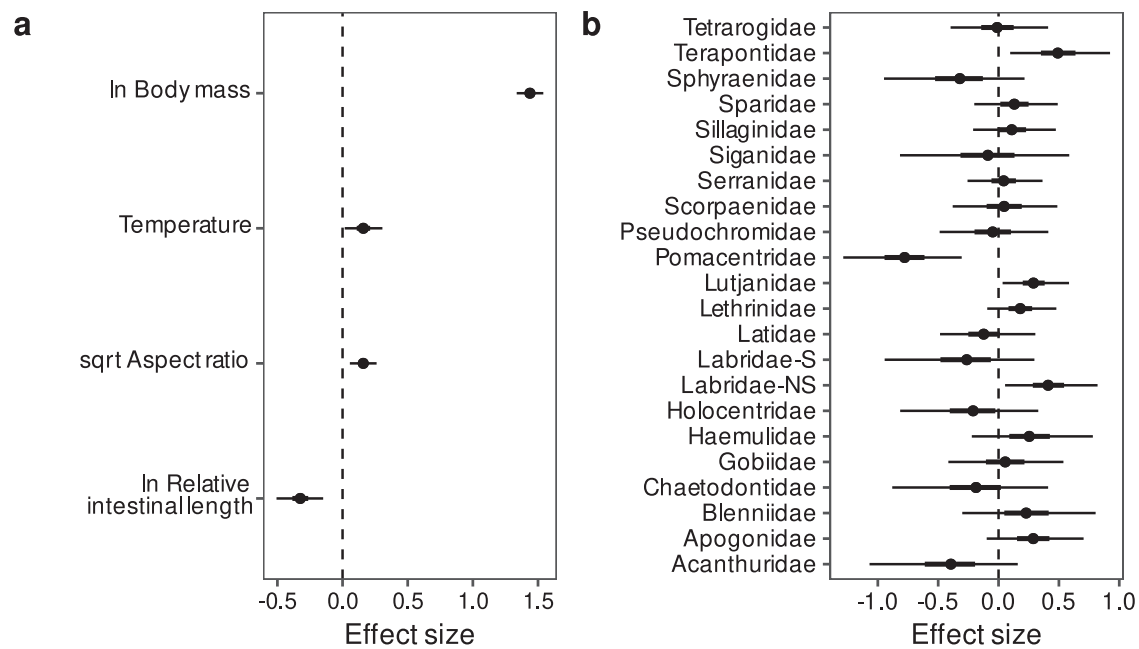 a
ln Body mass
Temperature
sqrt Aspect ratio
ln Relative
intestinal length
-0.5 0.0 0.5 1.0 1.5
Effect size
b
Tetrarogidae
Terapontidae
Sphyraenidae
Sparidae
Sillaginidae
Siganidae
Serranidae
Scorpaenidae
Pseudochromidae
Pomacentridae
Lutjanidae
Lethrinidae
Latidae
Labridae-S
Labridae-NS
Holocentridae
Haemulidae
Gobiidae
Chaetodontidae
Blenniidae
Apogonidae
Acanthuridae
-1.0 -0.5 0.0 0.5 1.0
Effect size